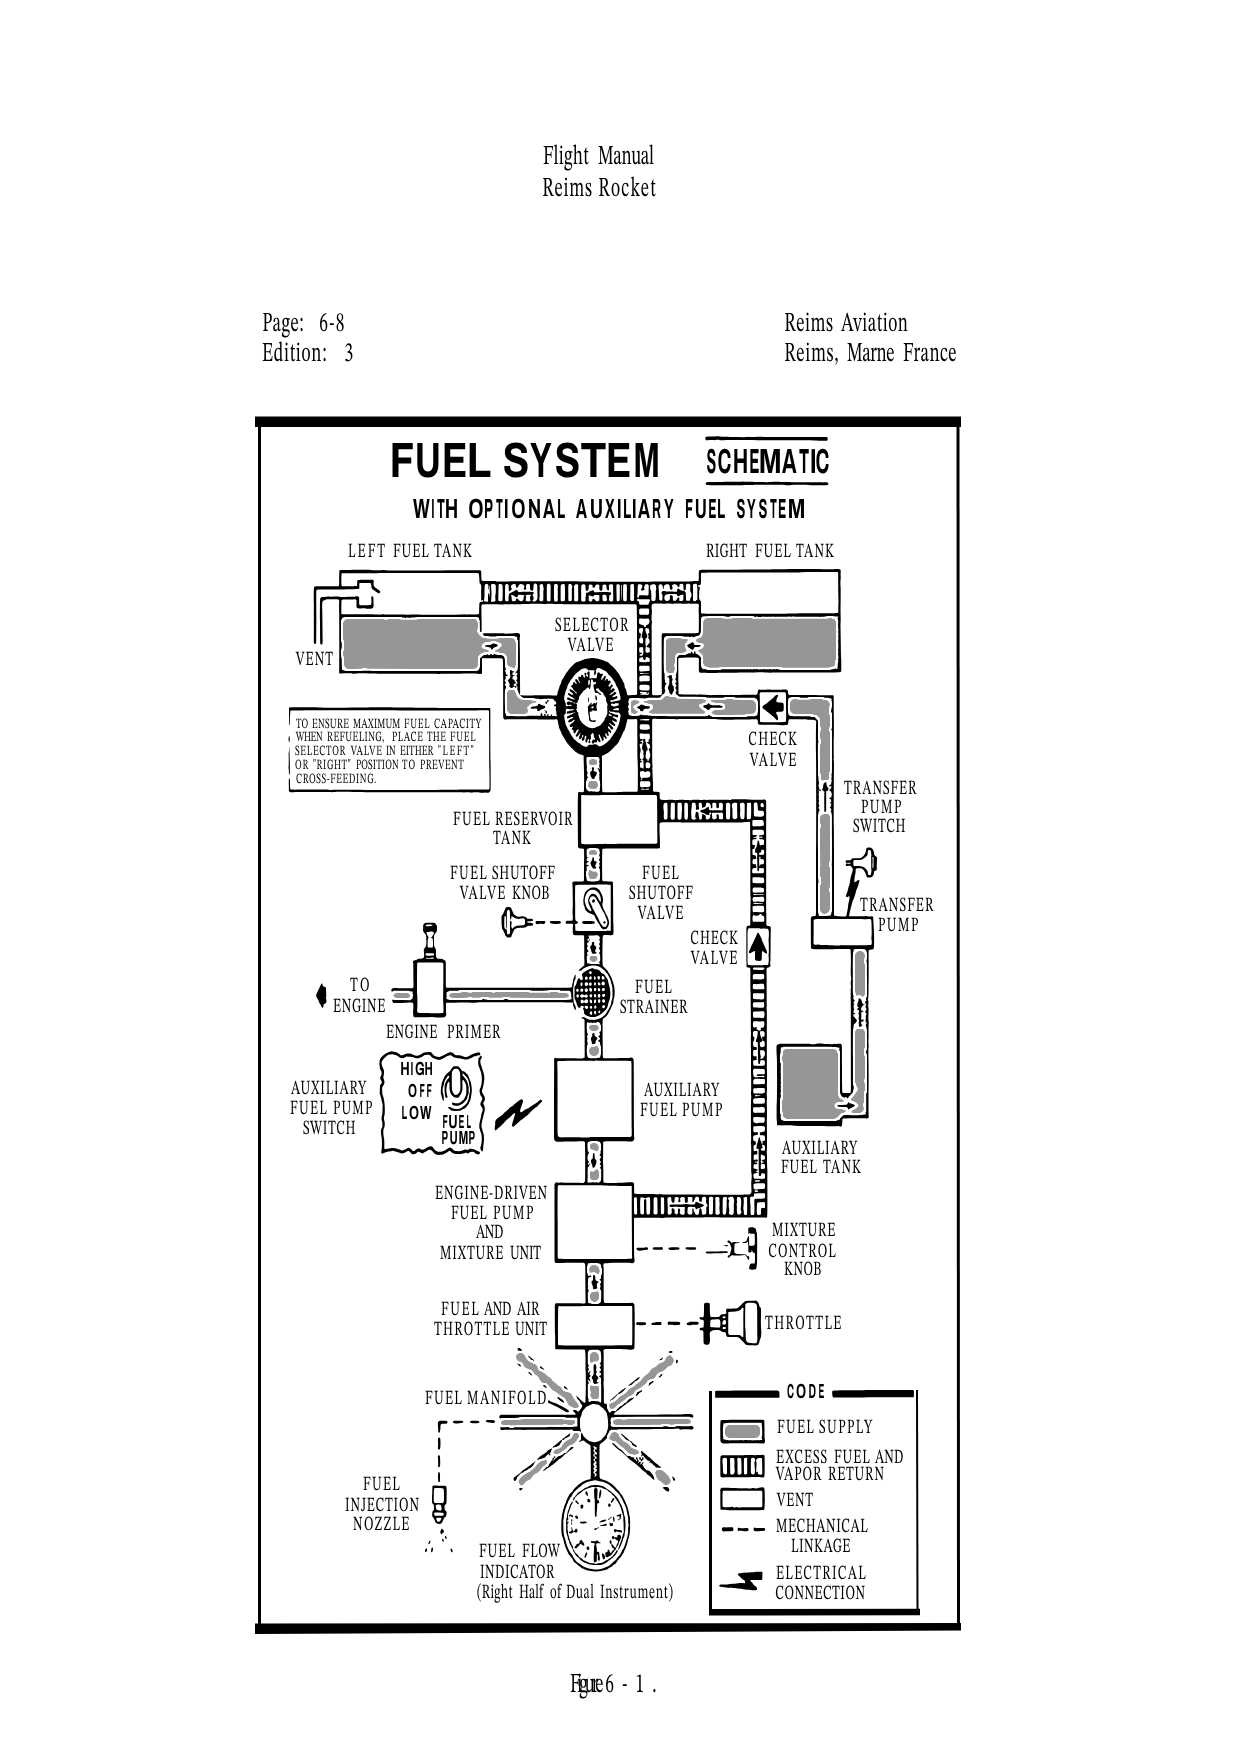 Flight Manual
Reims Rocket
Page: 6-8
Edition: 3
Reims Aviation
Reims, Marne France
FUEL SYSTEM SCHEMATIC
WITH OPTIONAL AUXILIARY FUEL SYSTEM
LEFT FUEL TANK
RIGHT FUEL TANK
SELECTOR
VALVE
VENT
TO ENSURE MAXIMUM FUEL CAPACITY
WHEN REFUELING, PLACE THE FUEL
SELECTOR VALVE IN EITHER "LEFT"
OR "RIGHT" POSITION TO PREVENT
CROSS-FEEDING.
CHECK
VALVE
TRANSFER
PUMP
SWITCH
FUEL RESERVOIR
TANK
FUEL SHUTOFF
VALVE KNOB
FUEL
SHUTOFF
VALVE
TRANSFER
PUMP
CHECK
VALVE
TO
ENGINE
FUEL
STRAINER
ENGINE PRIMER
AUXILIARY
FUEL PUMP
SWITCH
HIGH
OFF
LOW
FUEL
PUMP
AUXILIARY
FUEL PUMP
AUXILIARY
FUEL TANK
ENGINE-DRIVEN
FUEL PUMP
AND
MIXTURE UNIT
MIXTURE
CONTROL
KNOB
FUEL AND AIR
THROTTLE UNIT
THROTTLE
FUEL MANIFOLD
FUEL
INJECTION
NOZZLE
FUEL FLOW
INDICATOR
(Right Half of Dual Instrument)
CODE
FUEL SUPPLY
EXCESS FUEL AND
VAPOR RETURN
VENT
MECHANICAL
LINKAGE
ELECTRICAL
CONNECTION
Figure 6 - 1 .